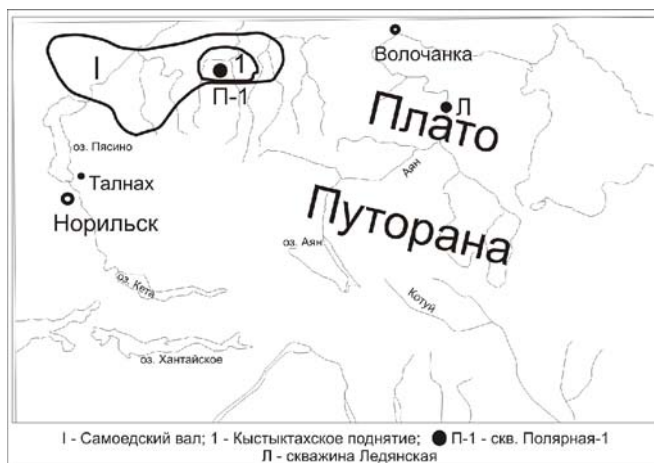 I
1
П-1
Волочанка
Л
Плато
оз. Пясино
Талнах
Норильск
Аян
Путорана
оз. Аян
оз. Кета
Котуй
оз. Хантайское
I - Самоедский вал; 1 - Кыстыктахское поднятие; ● П-1 - скв. Полярная-1
Л - скважина Ледянская